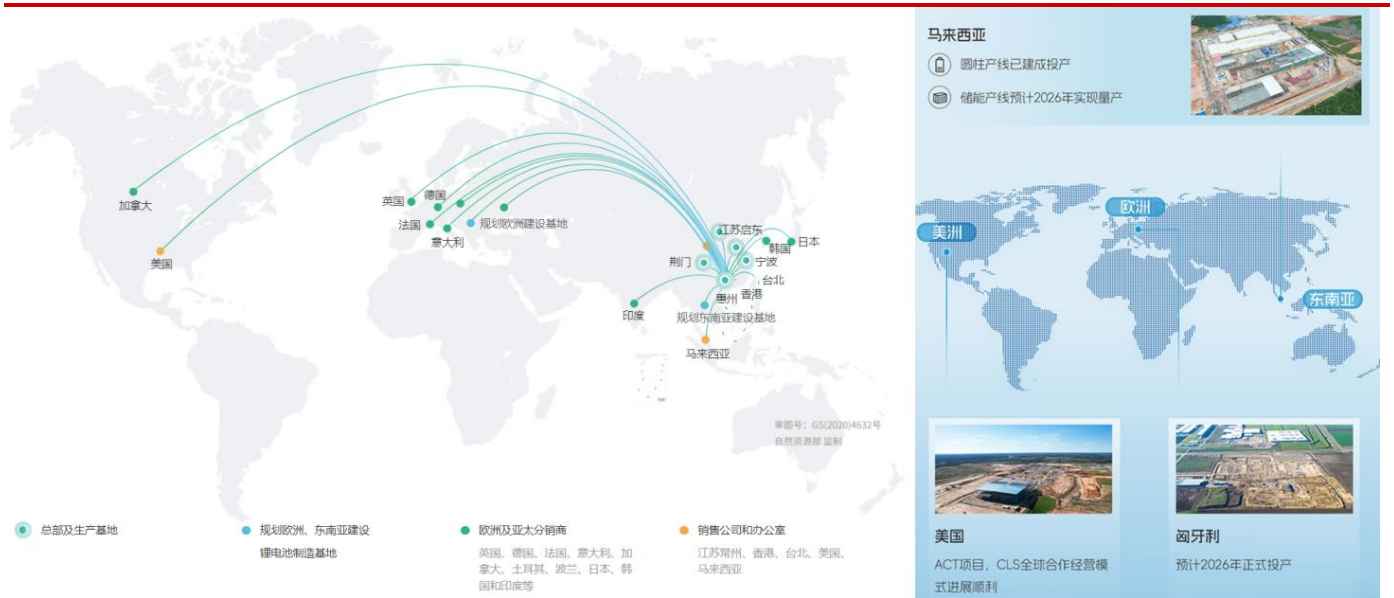 加拿大
美国
英国
德国
法国
意大利
规划欧洲建设基地
江苏启东
韩国
日本
荆门
宁波
台北
惠州
香港
印度
规划东南亚建设基地
马来西亚
审图号：GS(2020)4632号
自然资源部 监制
总部及生产基地
规划欧洲、东南亚建设
锂电池制造基地
欧洲及亚太分销商
英国、德国、法国、意大利、加
拿大、土耳其、波兰、日本、韩
国和印度等
销售公司和办公室
江苏常州、香港、台北、美国、
马来西亚
马来西亚
圆柱产线已建成投产
储能产线预计2026年实现量产
欧洲
美洲
东南亚
美国
ACT项目，CLS全球合作经营模
式进展顺利
匈牙利
预计2026年正式投产